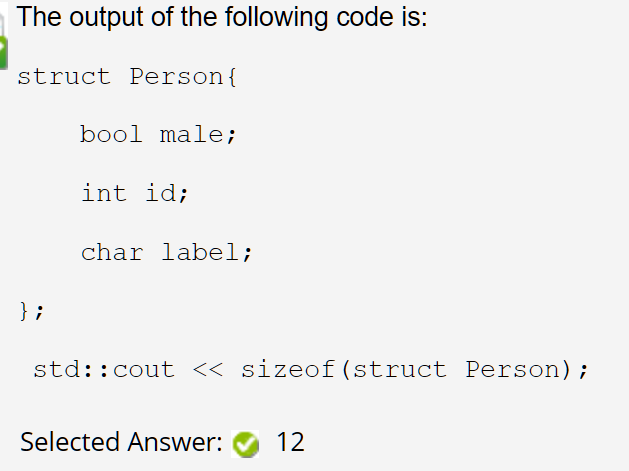 The output of the following code is:
struct Person{
bool male;
int id;
char label;
};
std::cout << sizeof(struct Person);
Selected Answer: 12